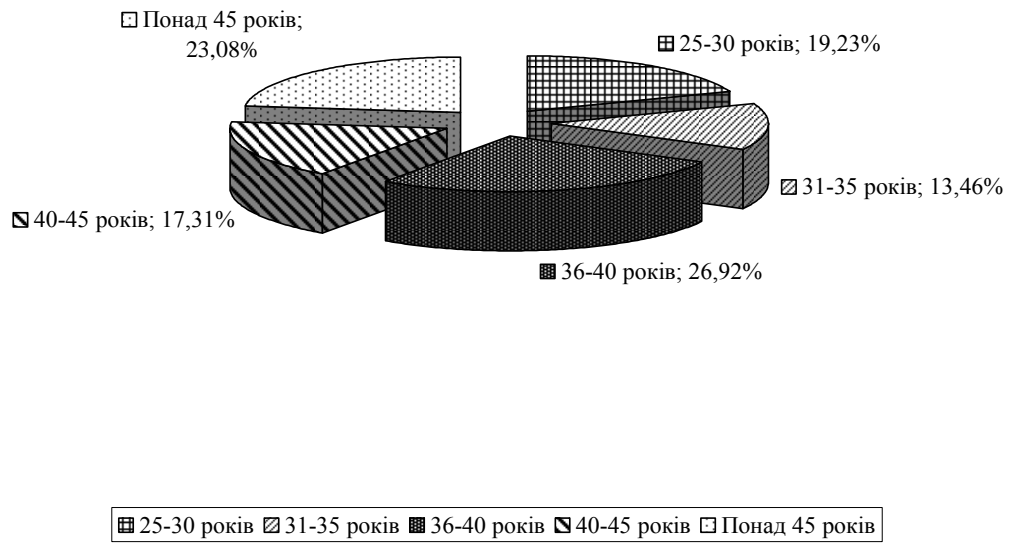 Понад 45 років;
23,08%
25-30 років; 19,23%
31-35 років; 13,46%
40-45 років; 17,31%
36-40 років; 26,92%
25-30 років 31-35 років 36-40 років 40-45 років Понад 45 років